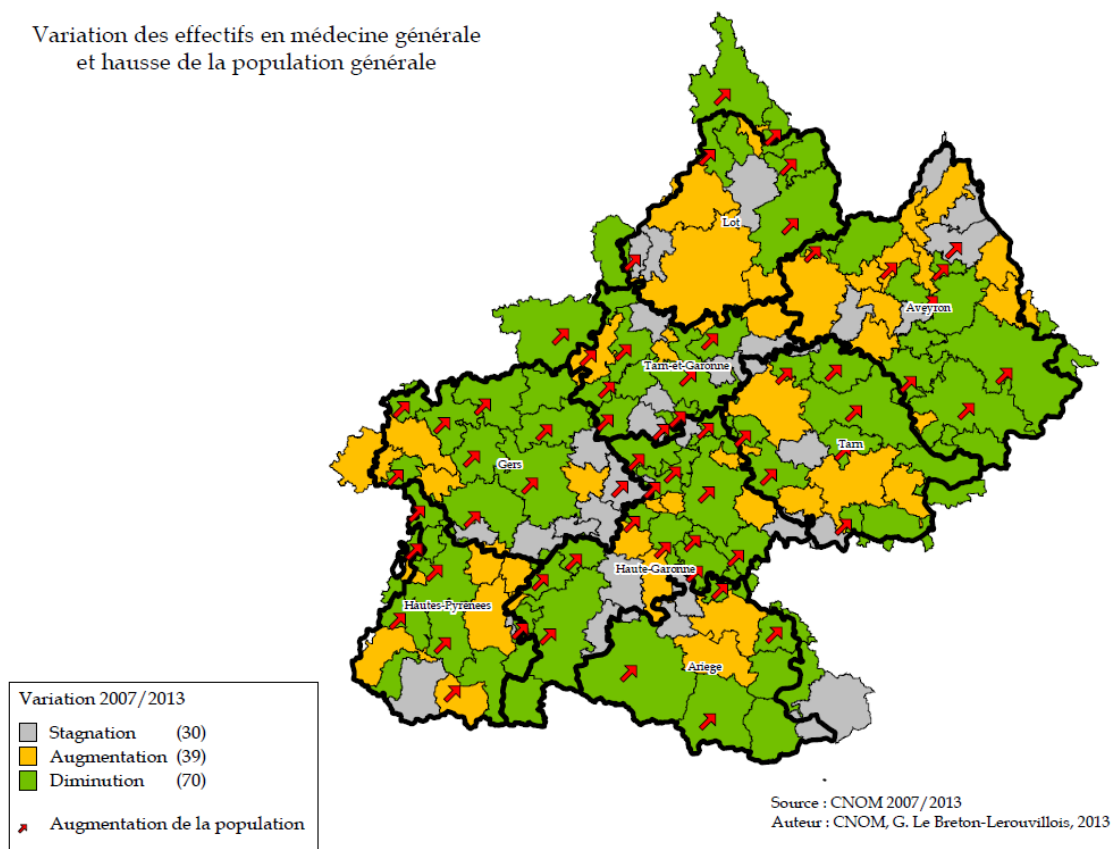 Variation des effectifs en médecine générale
et hausse de la population générale
Lot
Aveyron
Tarn-et-Garonne
Tarn
Gers
Haute-Garonne
Hautes-Pyrenees
Ariege
Variation 2007/2013
Stagnation (30)
Augmentation (39)
Diminution (70)
Augmentation de la population
Source : CNOM 2007/2013
Auteur : CNOM, G. Le Breton-Lerouvillois, 2013